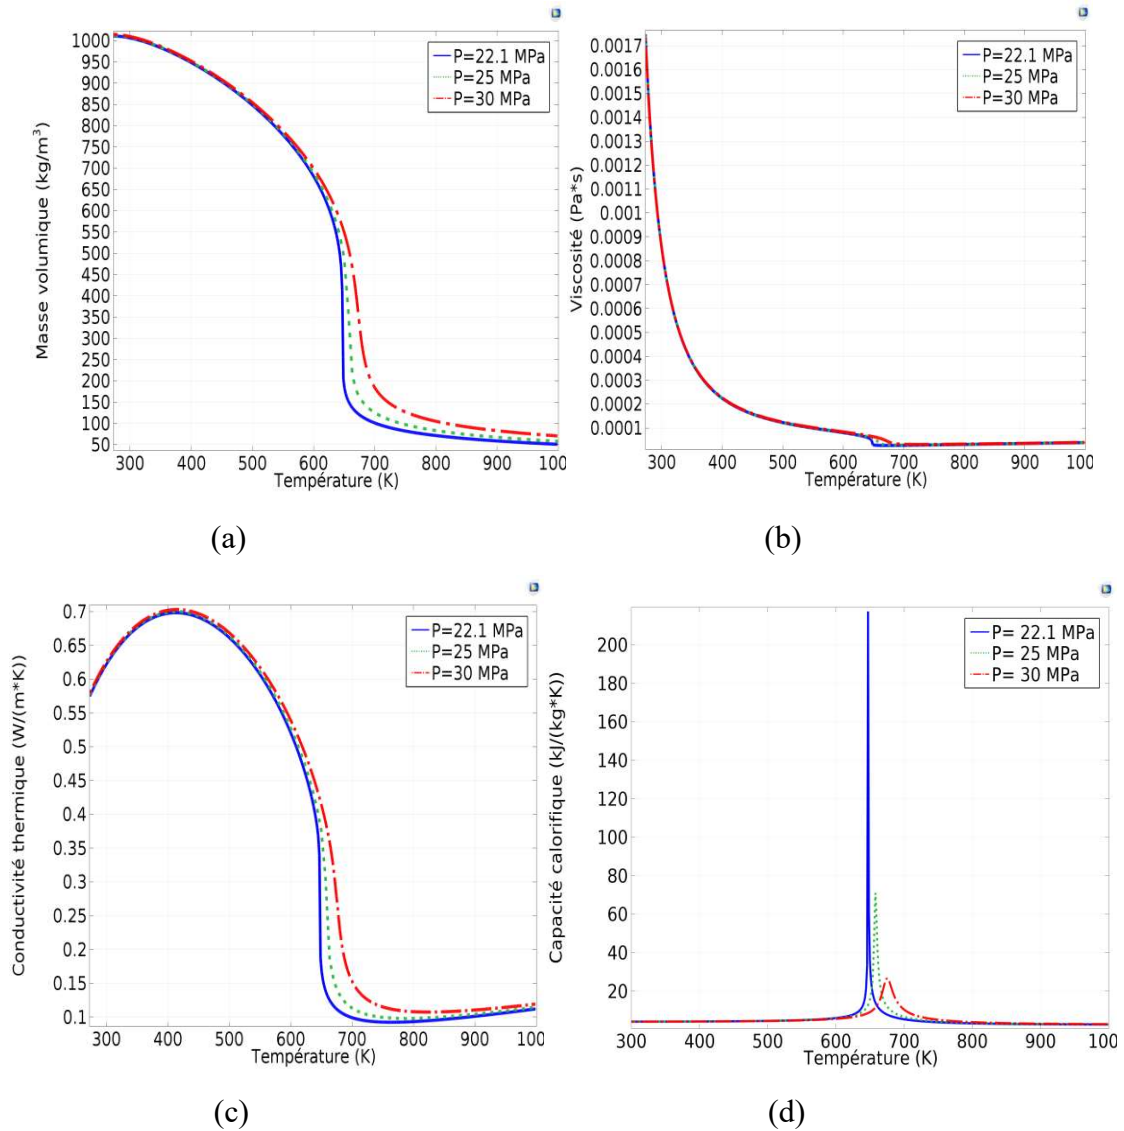 1000
950
900
850
800
750
700
650
600
550
500
450
400
350
300
250
200
150
100
50
Masse volumique (kg/m³)
P=22.1 MPa
P=25 MPa
P=30 MPa
300 400 500 600 700 800 900 100
Température (K)
(a)
0.0017
0.0016
0.0015
0.0014
0.0013
0.0012
0.0011
0.001
0.0009
0.0008
0.0007
0.0006
0.0005
0.0004
0.0003
0.0002
0.0001
Viscosité (Pa*s)
P=22.1 MPa
P=25 MPa
P=30 MPa
300 400 500 600 700 800 900 100
Température (K)
(b)
0.7
0.65
0.6
0.55
0.5
0.45
0.4
0.35
0.3
0.25
0.2
0.15
0.1
Conductivité thermique (W/(m*K))
P=22.1 MPa
P=25 MPa
P=30 MPa
300 400 500 600 700 800 900 100
Température (K)
(c)
200
180
160
140
120
100
80
60
40
20
Capacité calorifique (kJ/(kg*K))
P= 22.1 MPa
P= 25 MPa
P= 30 MPa
300 400 500 600 700 800 900 100
Température (K)
(d)